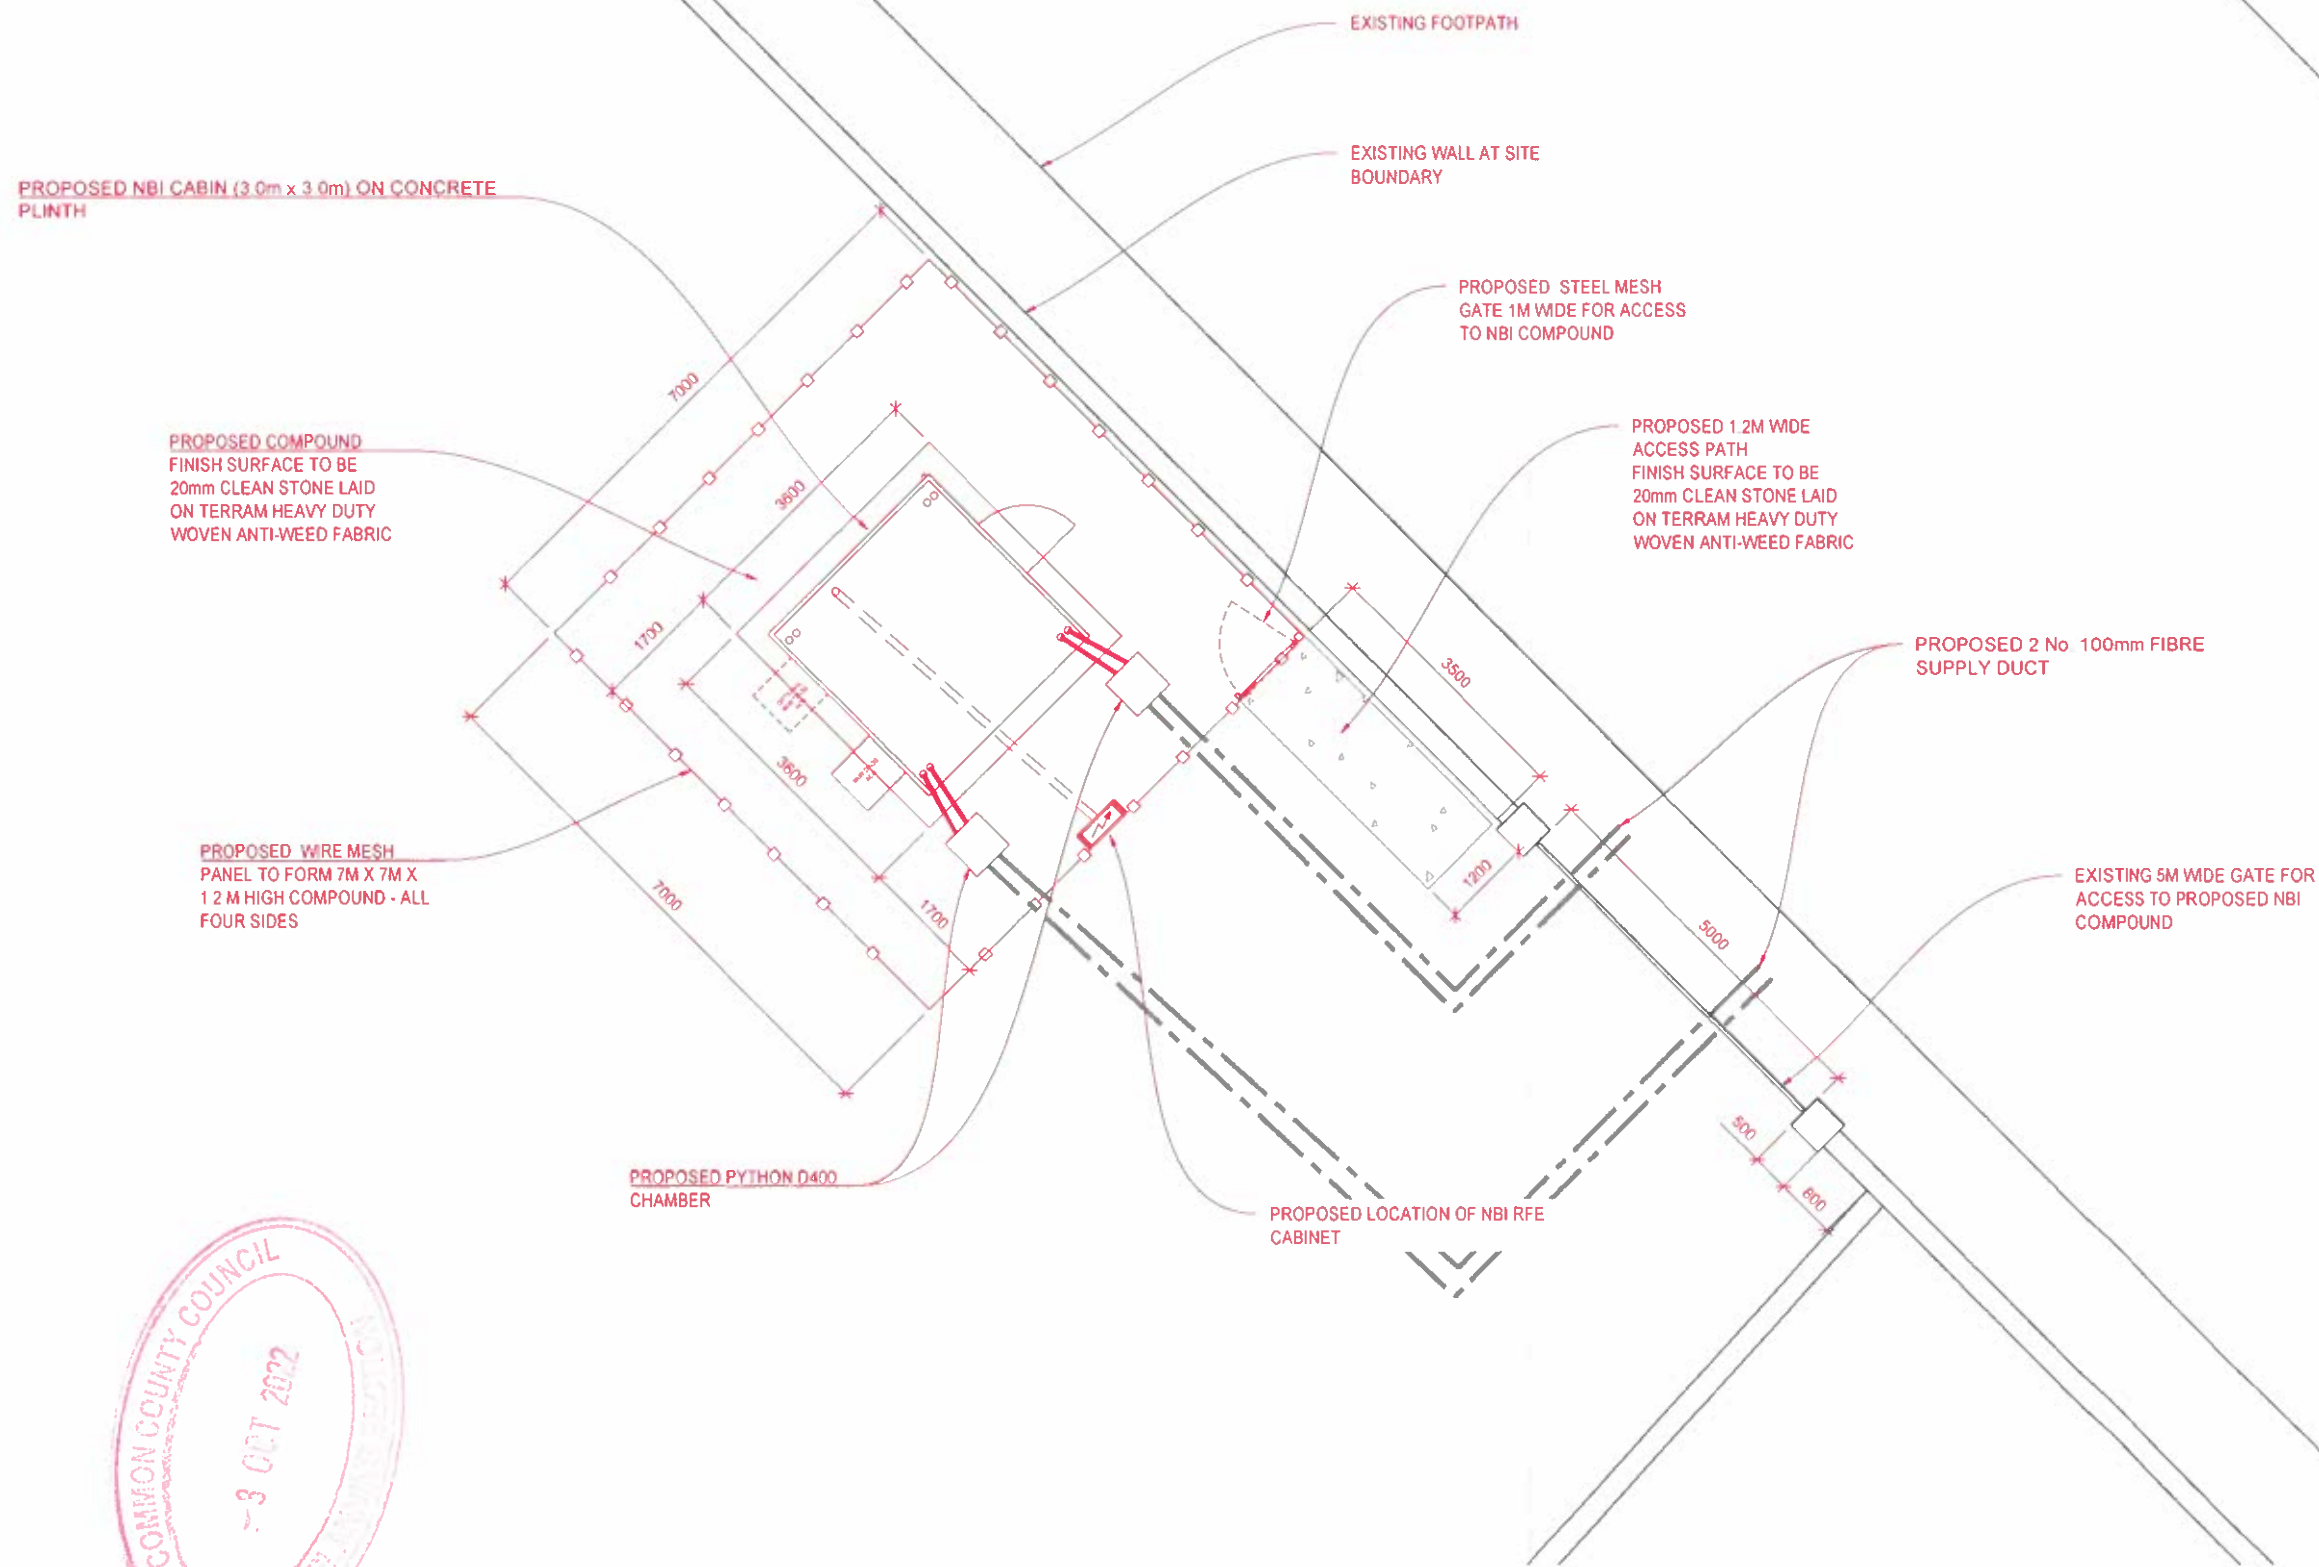 EXISTING FOOTPATH
EXISTING WALL AT SITE
BOUNDARY
PROPOSED NBI CABIN (3.0m x 3.0m) ON CONCRETE
PLINTH
PROPOSED STEEL MESH
GATE 1M WIDE FOR ACCESS
TO NBI COMPOUND
7000
PROPOSED COMPOUND
FINISH SURFACE TO BE
20mm CLEAN STONE LAID
ON TERRAM HEAVY DUTY
WOVEN ANTI-WEED FABRIC
3600
PROPOSED 1.2M WIDE
ACCESS PATH
FINISH SURFACE TO BE
20mm CLEAN STONE LAID
ON TERRAM HEAVY DUTY
WOVEN ANTI-WEED FABRIC
1700
3500
PROPOSED 2 No. 100mm FIBRE
SUPPLY DUCT
3600
PROPOSED WIRE MESH
PANEL TO FORM 7M X 7M X
1.2 M HIGH COMPOUND - ALL
FOUR SIDES
7000
1700
1200
5000
EXISTING 5M WIDE GATE FOR
ACCESS TO PROPOSED NBI
COMPOUND
500
600
PROPOSED PYTHON D400
CHAMBER
PROPOSED LOCATION OF NBI RFE
CABINET
COMMON COUNTY COUNCIL
-3 OCT 2022